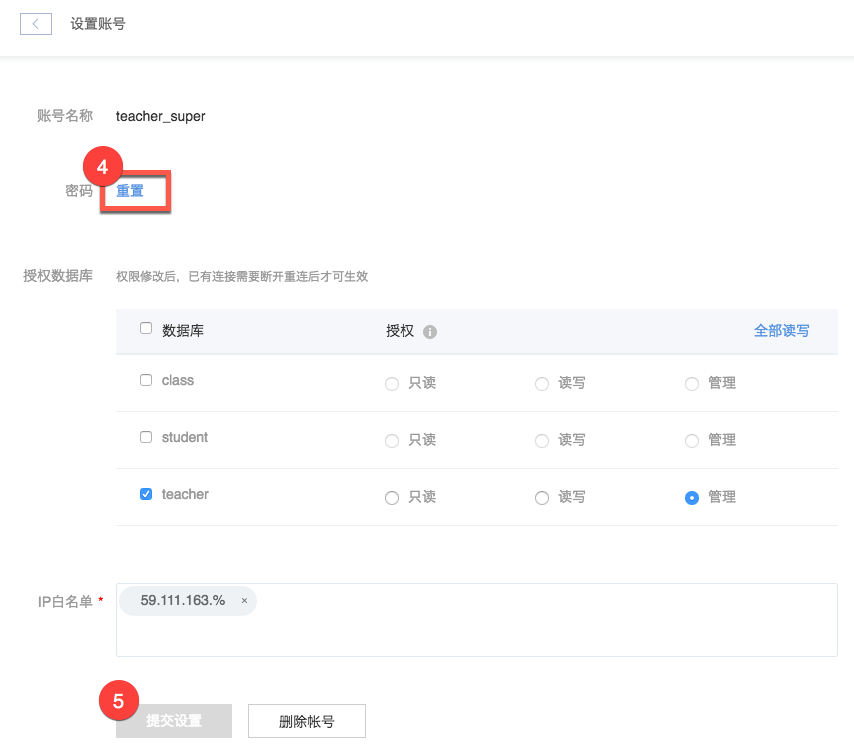 设置账号
账号名称 teacher_super
4
密码 重置
授权数据库 权限修改后，已有连接需要断开重连后才可生效
数据库 授权 全部读写
class 只读 读写 管理
student 只读 读写 管理
teacher 只读 读写 管理
IP白名单 * 59.111.163.% ×
5
提交设置 删除帐号